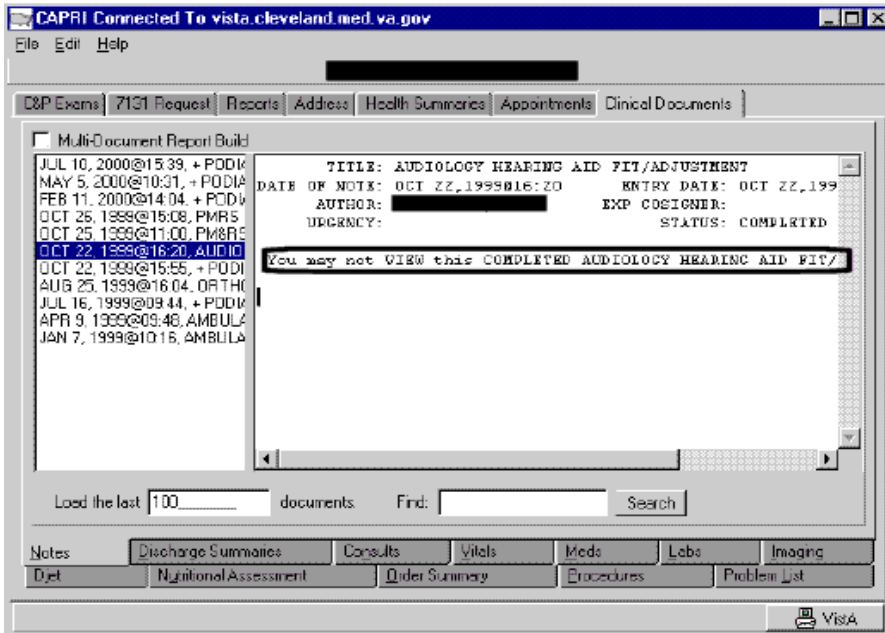 CAPRI Connected To vista.cleveland.med.va.gov
File Edit Help
C&P Exams 7131 Request Reports Address Health Summaries Appointments Clinical Documents
Multi-Document Report Build
JUL 10, 2000@15:39, + PODIA
MAY 5, 2000@10:31, + PODIA
FEB 11, 2000@14:04, + PODIA
OCT 26, 1999@15:08, PMRS
OCT 25, 1999@11:00, PM&RS
OCT 22, 1999@16:20, AUDIO
OCT 22, 1999@15:55, + PODI
AUG 25, 1999@16:04, ORTHO
JUL 16, 1999@09:44, + PODIA
APR 9, 1999@09:48, AMBULA
JAN 7, 1999@10:16, AMBULA
TITLE: AUDIOLOGY HEARING AID FIT/ADJUSTMENT
DATE OF NOTE: OCT 22,1999@16:20 ENTRY DATE: OCT 22,199
AUTHOR: EXP COSIGNER:
URGENCY: STATUS: COMPLETED
You may not VIEW this COMPLETED AUDIOLOGY HEARING AID FIT/
Load the last 100 documents. Find: Search
Notes Discharge Summaries Consults Vitals Meds Labs Imaging
Diet Nutritional Assessment Order Summary Procedures Problem List
VistA